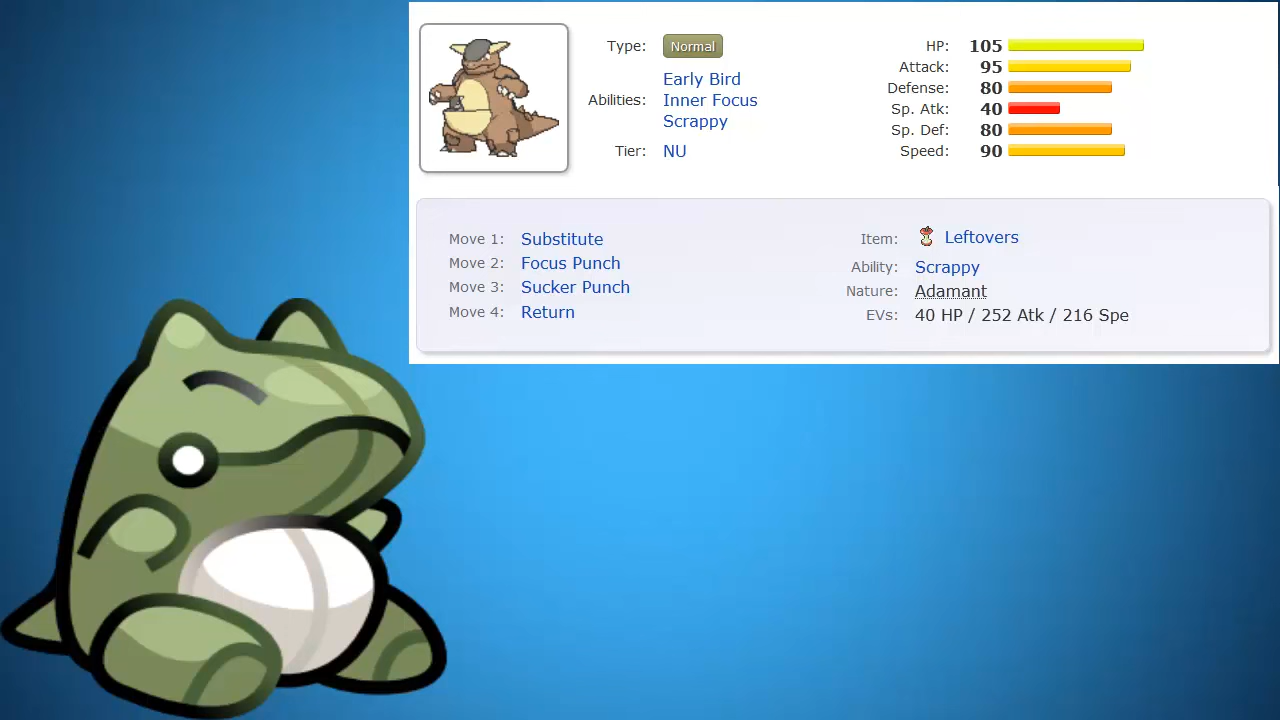 Type: Normal
Abilities: Early Bird
Inner Focus
Scrappy
Tier: NU
HP: 105
Attack: 95
Defense: 80
Sp. Atk: 40
Sp. Def: 80
Speed: 90
Move 1: Substitute
Move 2: Focus Punch
Move 3: Sucker Punch
Move 4: Return
Item: Leftovers
Ability: Scrappy
Nature: Adamant
EVs: 40 HP / 252 Atk / 216 Spe